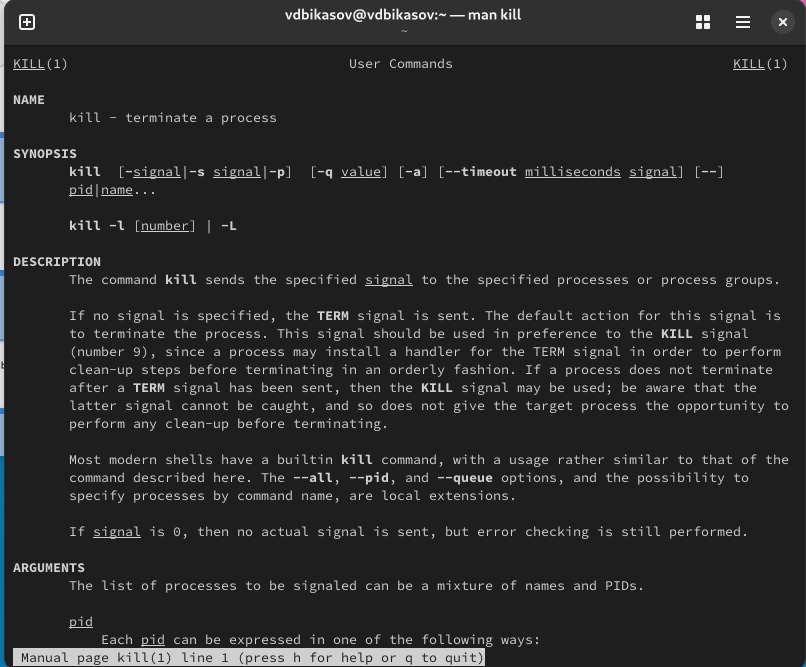 vdbikasov@vdbikasov:~ — man kill
~
KILL(1) User Commands KILL(1)
NAME
kill - terminate a process
SYNOPSIS
kill [-signal|-s signal|-p] [-q value] [-a] [--timeout milliseconds signal] [--]
pid|name...
kill -l [number] | -L
DESCRIPTION
The command kill sends the specified signal to the specified processes or process groups.
If no signal is specified, the TERM signal is sent. The default action for this signal is
to terminate the process. This signal should be used in preference to the KILL signal
(number 9), since a process may install a handler for the TERM signal in order to perform
clean-up steps before terminating in an orderly fashion. If a process does not terminate
after a TERM signal has been sent, then the KILL signal may be used; be aware that the
latter signal cannot be caught, and so does not give the target process the opportunity to
perform any clean-up before terminating.
Most modern shells have a builtin kill command, with a usage rather similar to that of the
command described here. The --all, --pid, and --queue options, and the possibility to
specify processes by command name, are local extensions.
If signal is 0, then no actual signal is sent, but error checking is still performed.
ARGUMENTS
The list of processes to be signaled can be a mixture of names and PIDs.
pid
Each pid can be expressed in one of the following ways:
Manual page kill(1) line 1 (press h for help or q to quit)